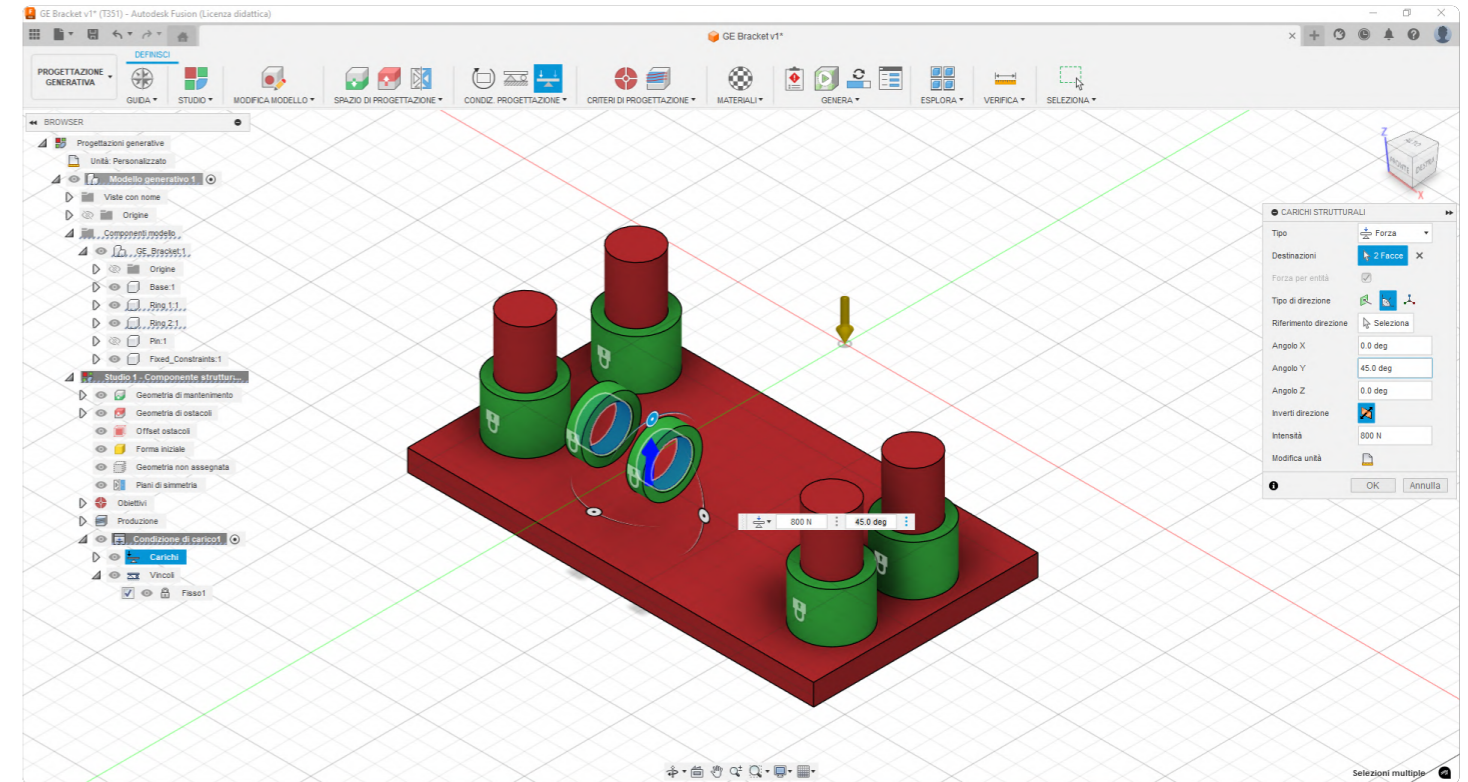 GE Bracket v1* (T351) - Autodesk Fusion (Licenza didattica)
GE Bracket v1*
DEFINISCI
PROGETTAZIONE GENERATIVA
GUIDA
STUDIO
MODIFICA MODELLO
SPAZIO DI PROGETTAZIONE
CONDIZ. PROGETTAZIONE
CRITERI DI PROGETTAZIONE
MATERIALI
GENERA
ESPLORA
VERIFICA
SELEZIONA
BROWSER
Progettazioni generative
Unità: Personalizzato
Modello generativo 1
Viste con nome
Origine
Componenti modello
GE_Bracket:1
Origine
Base:1
Ring 1:1
Ring 2:1
Pin:1
Fixed_Constraints:1
Studio 1 - Componente struttur...
Geometria di mantenimento
Geometria di ostacoli
Offset ostacoli
Forma iniziale
Geometria non assegnata
Piani di simmetria
Obiettivi
Produzione
Condizione di carico1
Carichi
Vincoli
Fisso1
800 N 45.0 deg
Z
X
CARICHI STRUTTURALI
Tipo Forza
Destinazioni 2 Facce
Forza per entità
Tipo di direzione
Riferimento direzione Seleziona
Angolo X 0.0 deg
Angolo Y 45.0 deg
Angolo Z 0.0 deg
Inverti direzione
Intensità 800 N
Modifica unità
OK Annulla
Selezioni multiple